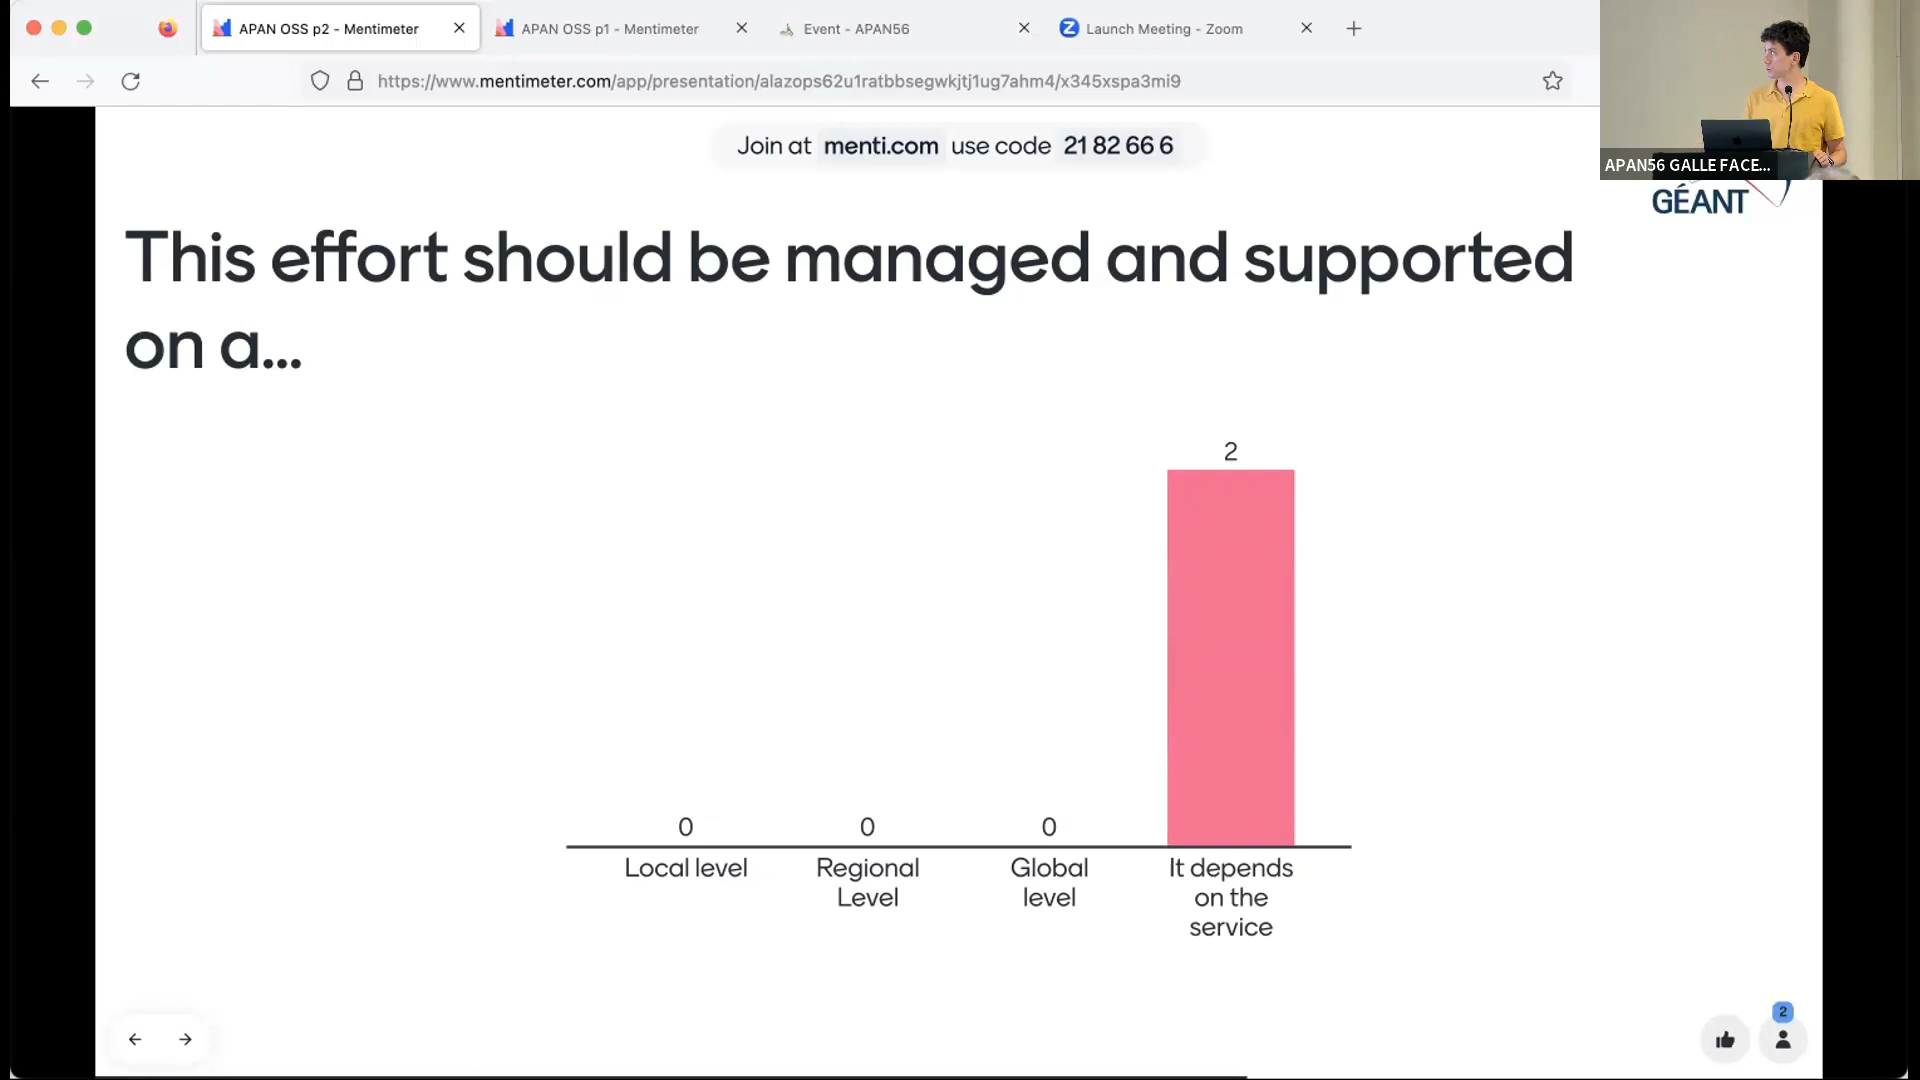 APAN OSS p2 - Mentimeter
APAN OSS p1 - Mentimeter
Event - APAN56
Launch Meeting - Zoom
https://www.mentimeter.com/app/presentation/alazops62u1ratbbsegwkjtj1ug7ahm4/x345xspa3mi9
Join at menti.com use code 21 82 66 6
APAN56 GALLE FACE...
GÉANT
This effort should be managed and supported
on a...
2
0
0
0
Local level
Regional
Level
Global
level
It depends
on the
service
2